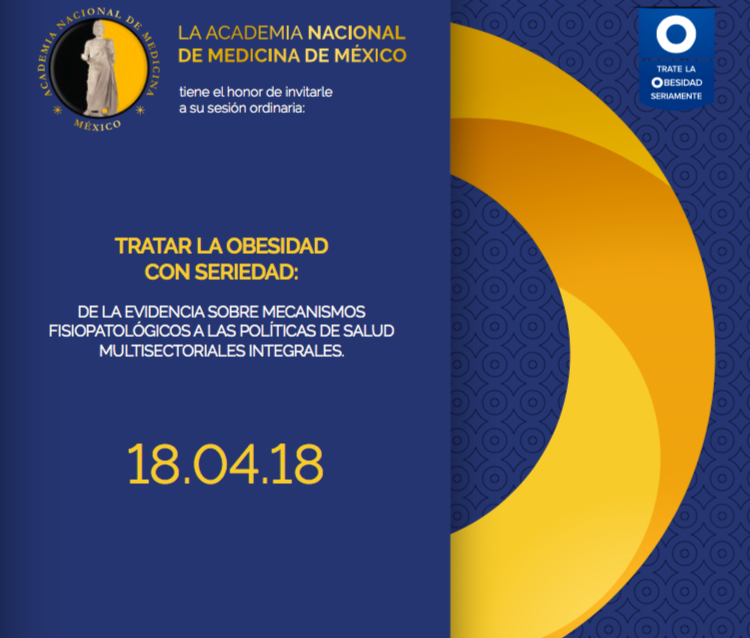 ACADEMIA NACIONAL DE MEDICINA
MÉXICO
LA ACADEMIA NACIONAL
DE MEDICINA DE MÉXICO
tiene el honor de invitarle
a su sesión ordinaria:
TRATE LA
OBESIDAD
SERIAMENTE
TRATAR LA OBESIDAD
CON SERIEDAD:
DE LA EVIDENCIA SOBRE MECANISMOS
FISIOPATOLÓGICOS A LAS POLÍTICAS DE SALUD
MULTISECTORIALES INTEGRALES.
18.04.18